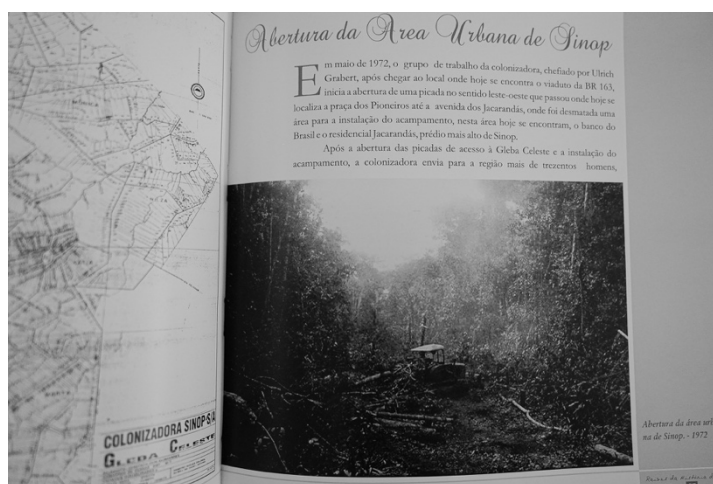 COLONIZADORA SINOP S/A
GLEBA CELESTE
Abertura da Area Urbana de Sinop
Em maio de 1972, o grupo de trabalho da colonizadora, chefiado por Ulrich
Grabert, após chegar ao local onde hoje se encontra o viaduto da BR 163,
inicia a abertura de uma picada no sentido leste-oeste que passou onde hoje se
localiza a praça dos Pioneiros até a avenida dos Jacarandás, onde foi desmatada uma
área para a instalação do acampamento, nesta área hoje se encontram, o banco do
Brasil e o residencial Jacarandás, prédio mais alto de Sinop.
Após a abertura das picadas de acesso à Gleba Celeste e a instalação do
acampamento, a colonizadora envia para a região mais de trezentos homens,
Abertura da área urba
na de Sinop. - 1972